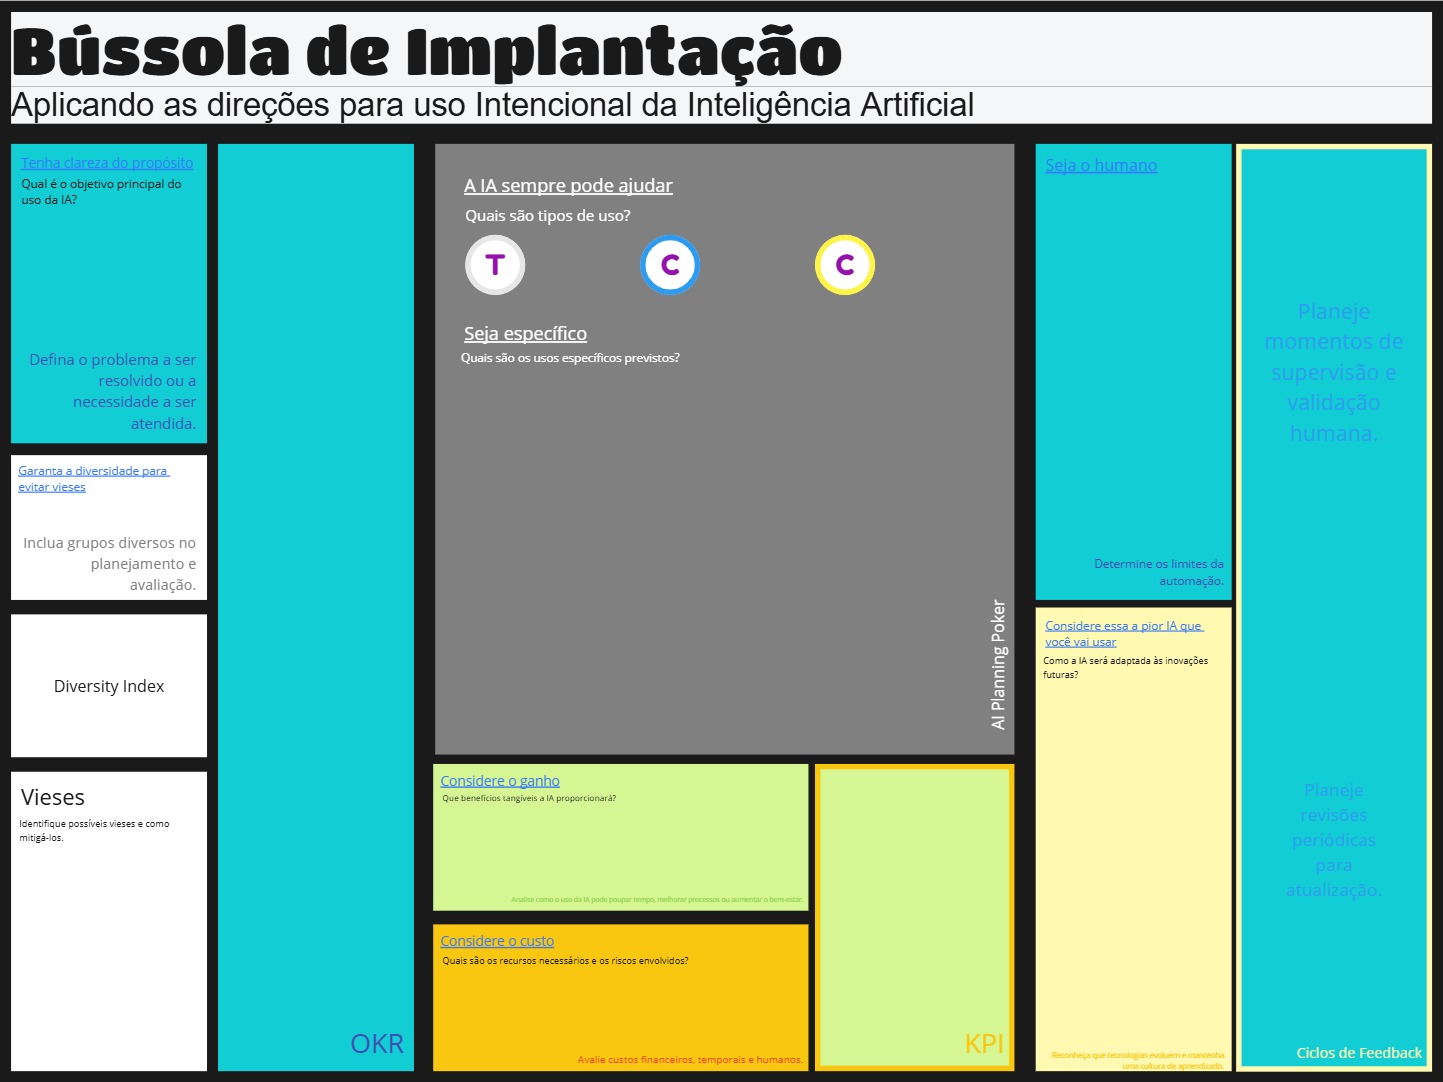 Bússola de Implantação
Aplicando as direções para uso Intencional da Inteligência Artificial
Tenha clareza do propósito
Qual é o objetivo principal do
uso da IA?
Defina o problema a ser
resolvido ou a
necessidade a ser
atendida.
Garanta a diversidade para
evitar vieses
Inclua grupos diversos no
planejamento e
avaliação.
Diversity Index
Vieses
Identifique possíveis vieses e como
mitigá-los.
OKR
A IA sempre pode ajudar
Quais são tipos de uso?
T
C
C
Seja específico
Quais são os usos específicos previstos?
AI Planning Poker
Considere o ganho
Que benefícios tangíveis a IA proporcionará?
Analise como o uso da IA pode poupar tempo, melhorar processos ou aumentar o bem-estar.
Considere o custo
Quais são os recursos necessários e os riscos envolvidos?
Avalie custos financeiros, temporais e humanos.
KPI
Seja o humano
Determine os limites da
automação.
Considere essa a pior IA que
você vai usar
Como a IA será adaptada às inovações
futuras?
Reconheça que tecnologias evoluem e mantenha
uma cultura de aprendizado.
Planeje
momentos de
supervisão e
validação
humana.
Planeje
revisões
periódicas
para
atualização.
Ciclos de Feedback